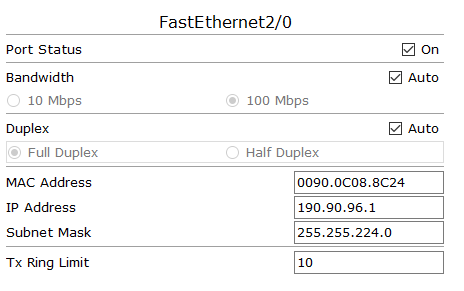 FastEthernet2/0
Port Status On
Bandwidth Auto
10 Mbps 100 Mbps
Duplex Auto
Full Duplex Half Duplex
MAC Address 0090.0C08.8C24
IP Address 190.90.96.1
Subnet Mask 255.255.224.0
Tx Ring Limit 10